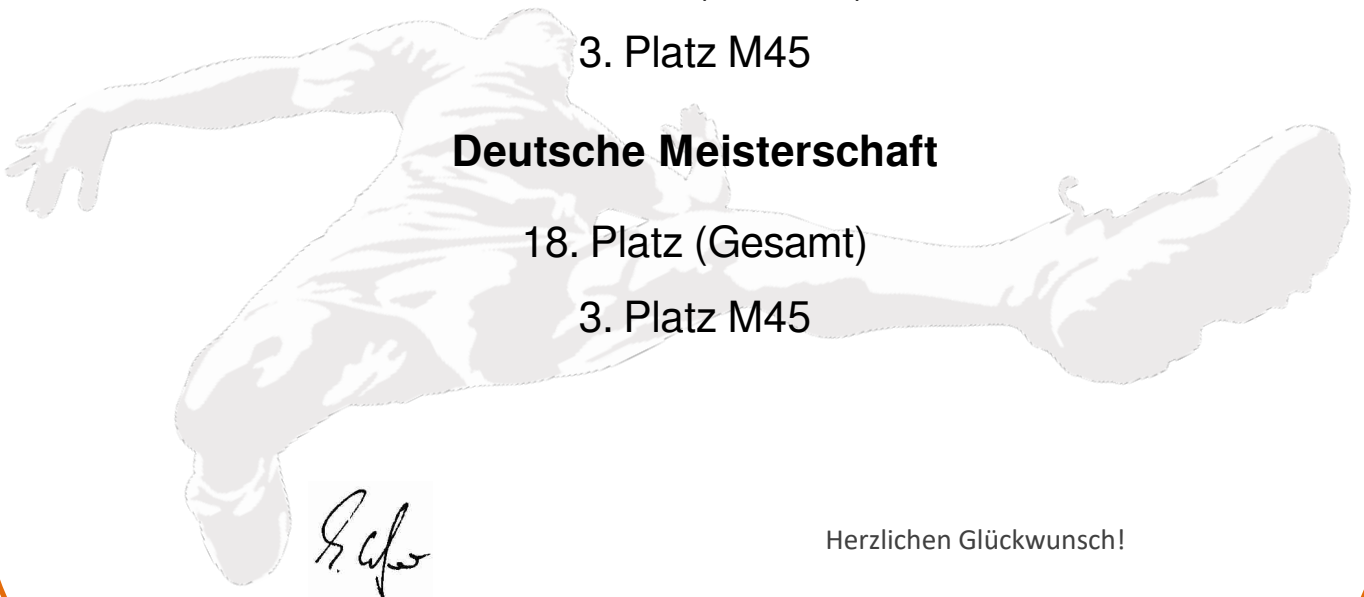 3. Platz M45
Deutsche Meisterschaft
18. Platz (Gesamt)
3. Platz M45
Herzlichen Glückwunsch!